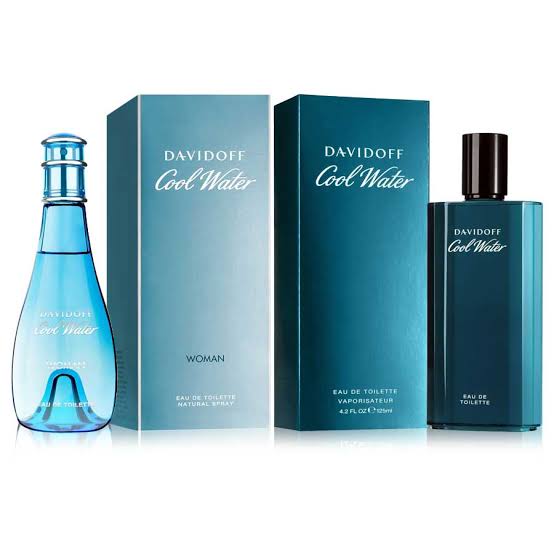 DAVIDOFF
Cool Water
WOMAN
EAU DE TOILETTE
DAVIDOFF
Cool Water
WOMAN
EAU DE TOILETTE
NATURAL SPRAY
DAVIDOFF
Cool Water
EAU DE TOILETTE
VAPORISATEUR
4.2 FL OZ ℮ 125ml
DAVIDOFF
Cool Water
EAU DE
TOILETTE